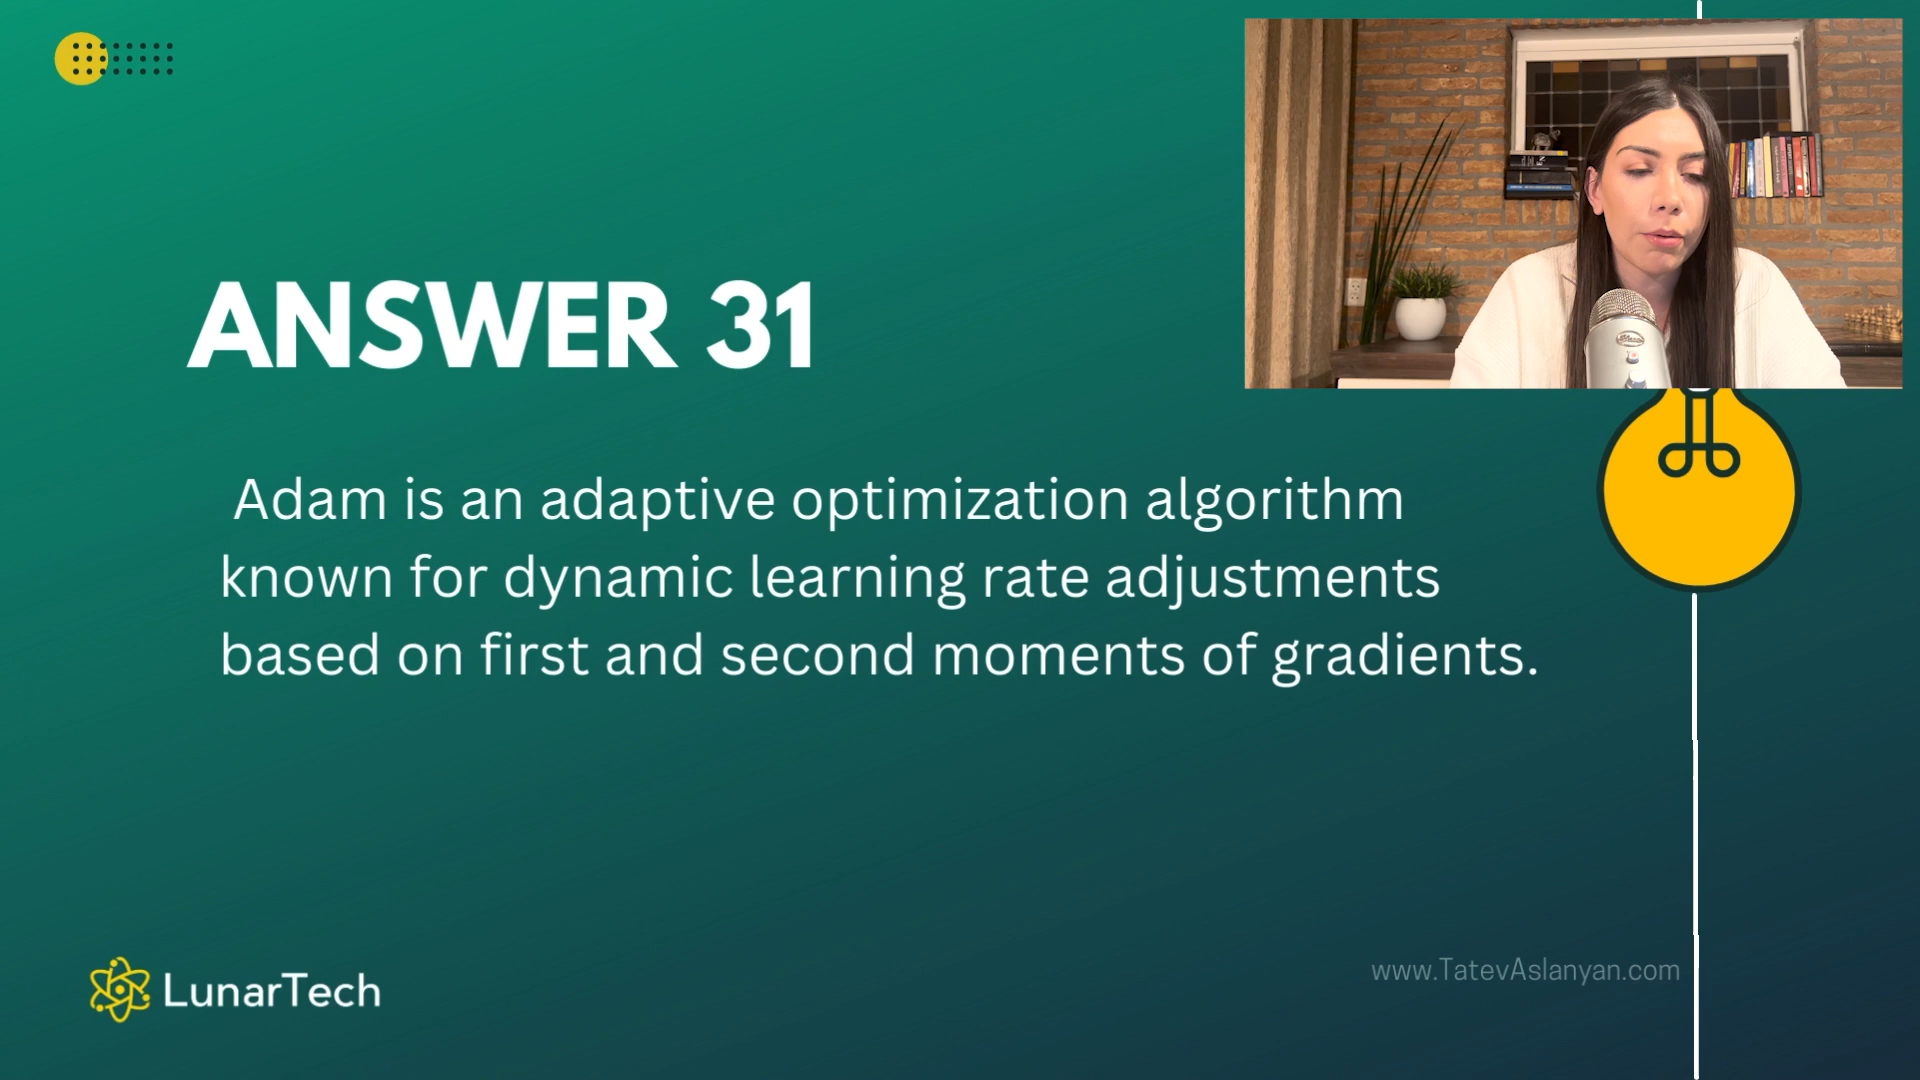 ANSWER 31
Adam is an adaptive optimization algorithm
known for dynamic learning rate adjustments
based on first and second moments of gradients.
LunarTech
www.TatevAslanyan.com